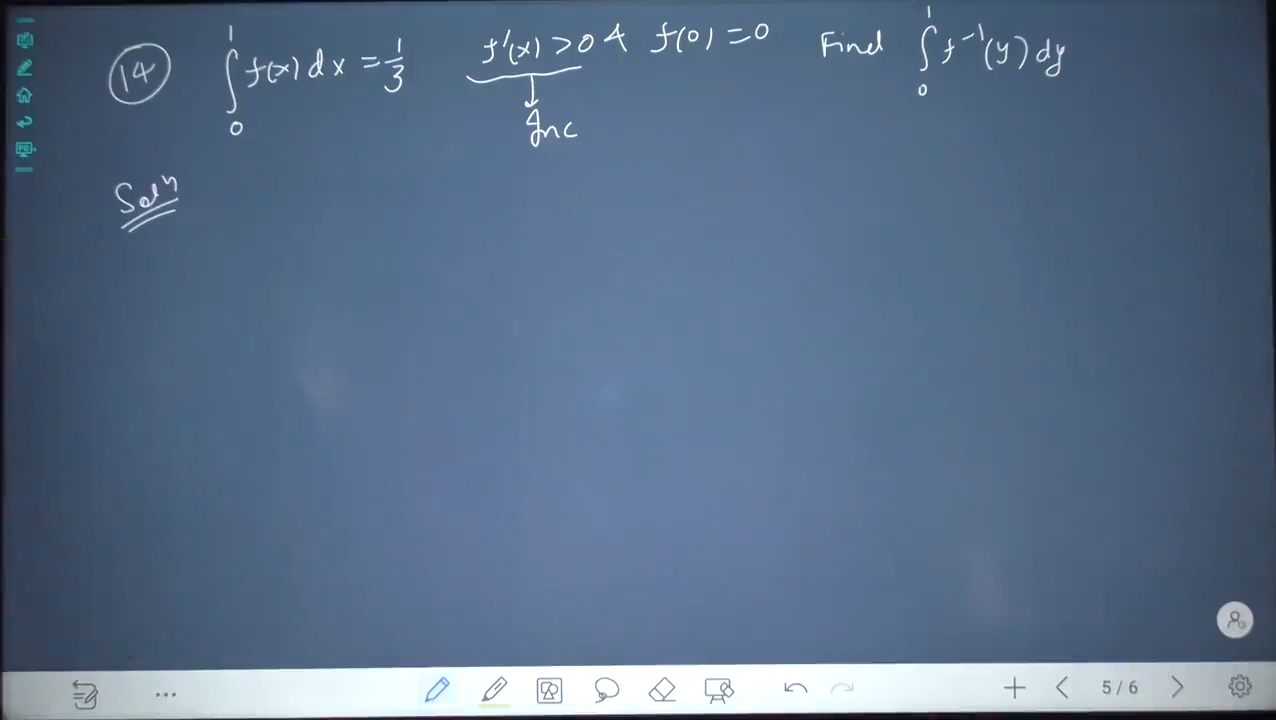 14 ∫₀¹ f(x) dx = 1/3 f'(x) > 0 & f(0) = 0 Find ∫₀¹ f⁻¹(y) dy
Inc
Solⁿ
5/6